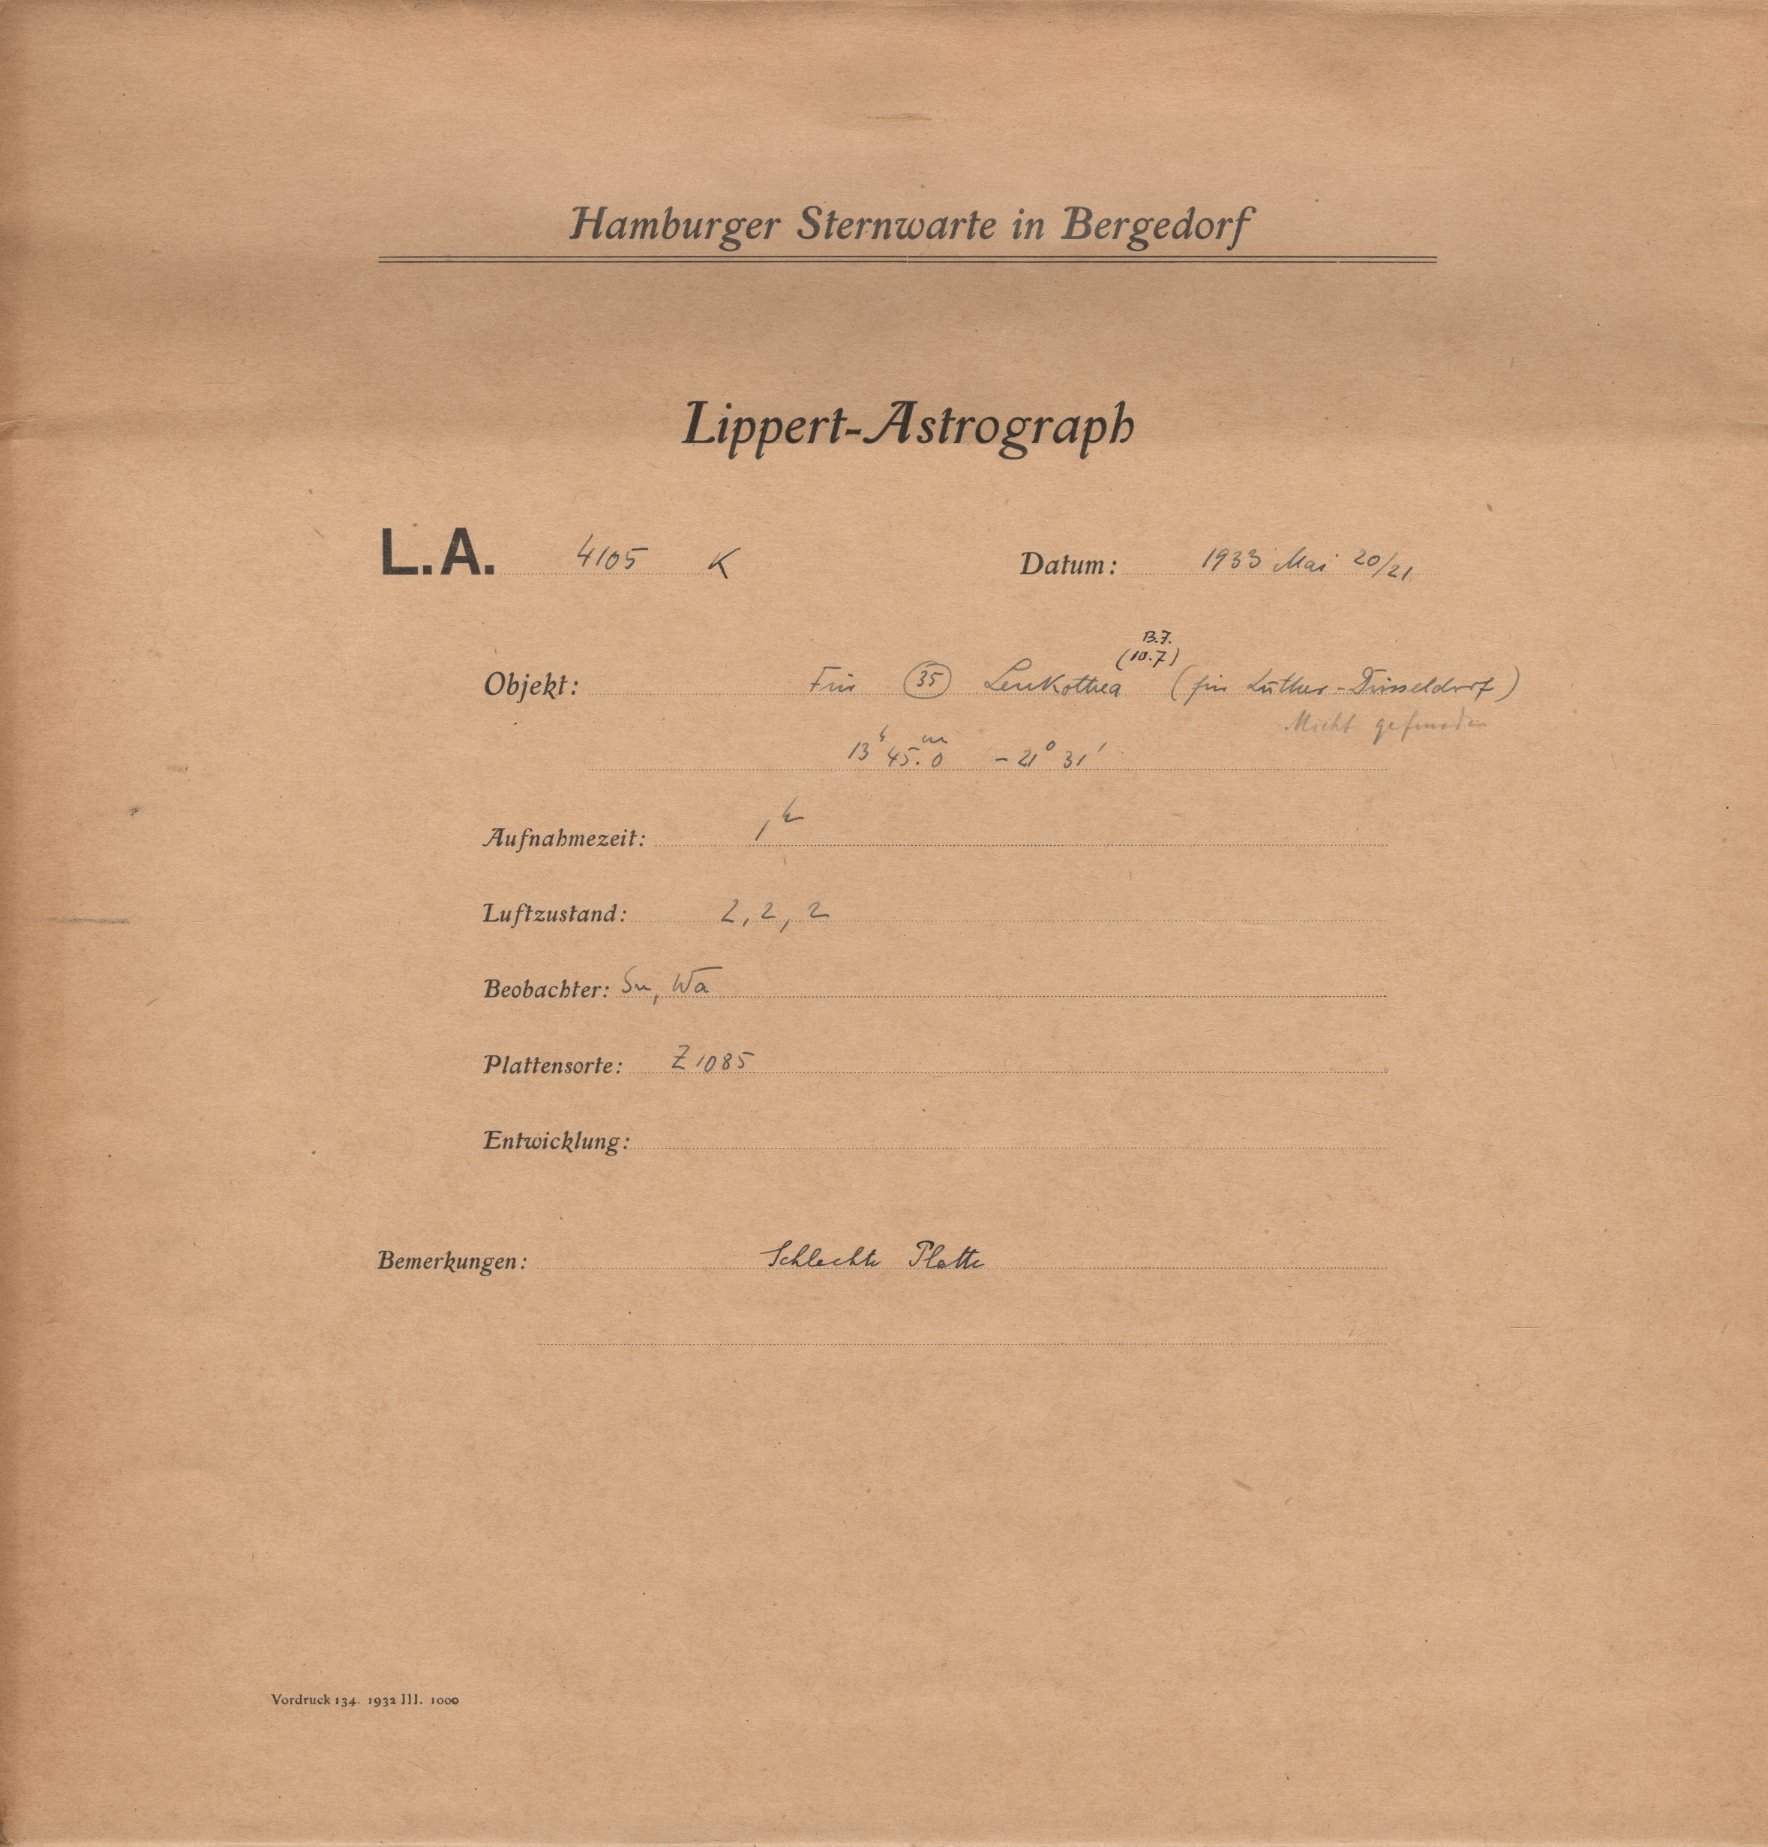 Hamburger Sternwarte in Bergedorf
Lippert-Astrograph
L.A. 4105 K Datum: 1933 Mai 20/21
B.J.
(10.7)
Objekt: Für 35 Leukothea (für Luther-Düsseldorf)
Nicht gefunden
13h 45.m0 -21° 31'
Aufnahmezeit: 1h
Luftzustand: 2, 2, 2
Beobachter: Su, Wa
Plattensorte: Z 1085
Entwicklung:
Bemerkungen: Schlechte Platte
Vordruck 134. 1932 III. 1000